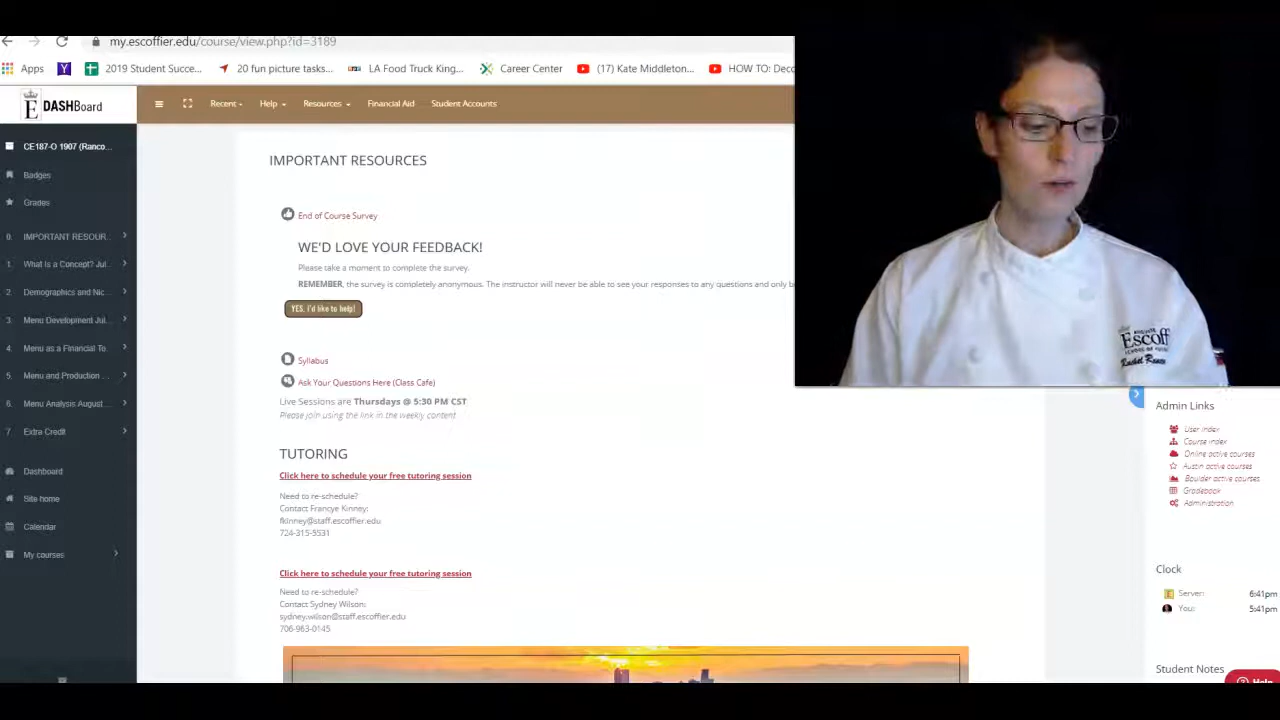 my.escoffier.edu/course/view.php?id=3189
Apps 2019 Student Succe... 20 fun picture tasks... LA Food Truck King... Career Center (17) Kate Middleton... HOW TO: Deco
E DASHBoard
Recent Help Resources Financial Aid Student Accounts
CE187-O 1907 (Ranco...
Badges
Grades
0. IMPORTANT RESOUR..
1. What Is a Concept? Jul..
2. Demographics and Nic...
3. Menu Development Jul..
4. Menu as a Financial To..
5. Menu and Production ...
6. Menu Analysis August...
7. Extra Credit
Dashboard
Site home
Calendar
My courses
IMPORTANT RESOURCES
End of Course Survey
WE'D LOVE YOUR FEEDBACK!
Please take a moment to complete the survey.
REMEMBER, the survey is completely anonymous. The instructor will never be able to see your responses to any questions and only
YES, I'd like to help!
Syllabus
Ask Your Questions Here (Class Cafe)
Live Sessions are Thursdays @ 5:30 PM CST
Please join using the link in the weekly content
TUTORING
Click here to schedule your free tutoring session
Need to re-schedule?
Contact Francye Kinney:
fkinney@staff.escoffier.edu
724-315-5531
Click here to schedule your free tutoring session
Need to re-schedule?
Contact Sydney Wilson:
sydney.wilson@staff.escoffier.edu
706-963-0145
Escoff
Admin Links
User index
Course index
Online active courses
Austin active courses
Boulder active courses
Gradebook
Administration
Clock
Server: 6:41pm
You: 5:41pm
Student Notes
Help